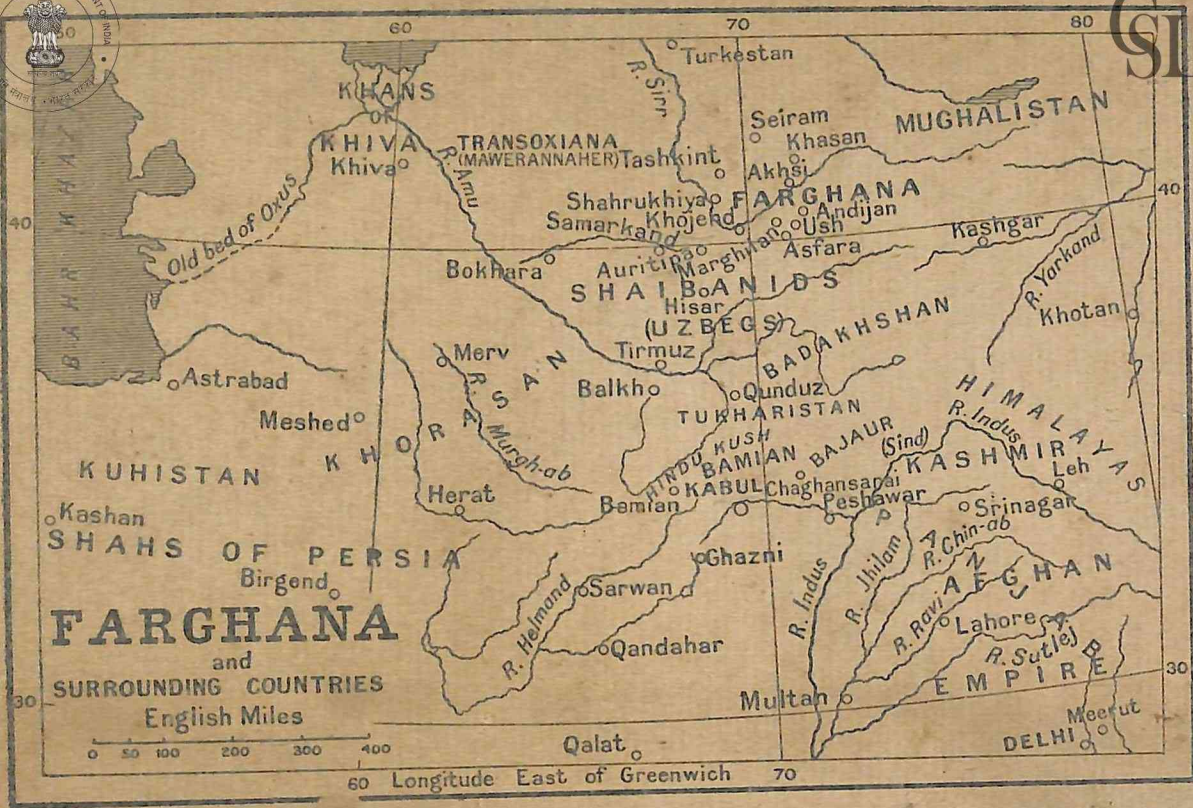 60
70
80
CSL
Turkestan
R. Sirr
KHANS
OF
KHIVA
Khiva
TRANSOXIANA
(MAWERANNAHER)
Tashkint
Seiram
Khasan
MUGHALISTAN
Akhsi
R. Amu
Shahrukhiya
FARGHANA
40
Old bed of Oxus
Samarkand
Khojend
Andijan
Ush
40
Bokhara
Auritipa
Marghinan
Asfara
Kashgar
R. Yarkand
SHAIBANIDS
Hisar
(UZBEGS)
Khotan
BAHR
Merv
Tirmuz
BADAKHSHAN
Astrabad
R. Murgh-ab
Balkh
Qunduz
HIMALAYAS
Meshed
TUKHARISTAN
R. Indus
KHORASAN
HINDU KUSH
BAMIAN
BAJAUR
(Sind)
KASHMIR
KUHISTAN
Leh
Herat
Bamian
KABUL
Chaghansarai
Peshawar
Srinagar
Kashan
SHAHS OF PERSIA
Ghazni
R. Chin-ab
PANJAB
Birgend
R. Helmand
Sarwan
R. Indus
R. Jhilam
AFGHAN
FARGHANA
and
SURROUNDING COUNTRIES
English Miles
0 50 100 200 300 400
Qandahar
R. Ravi
Lahore
R. Sutlej
EMPIRE
30
30
Multan
Meerut
Qalat
DELHI
60 Longitude East of Greenwich 70